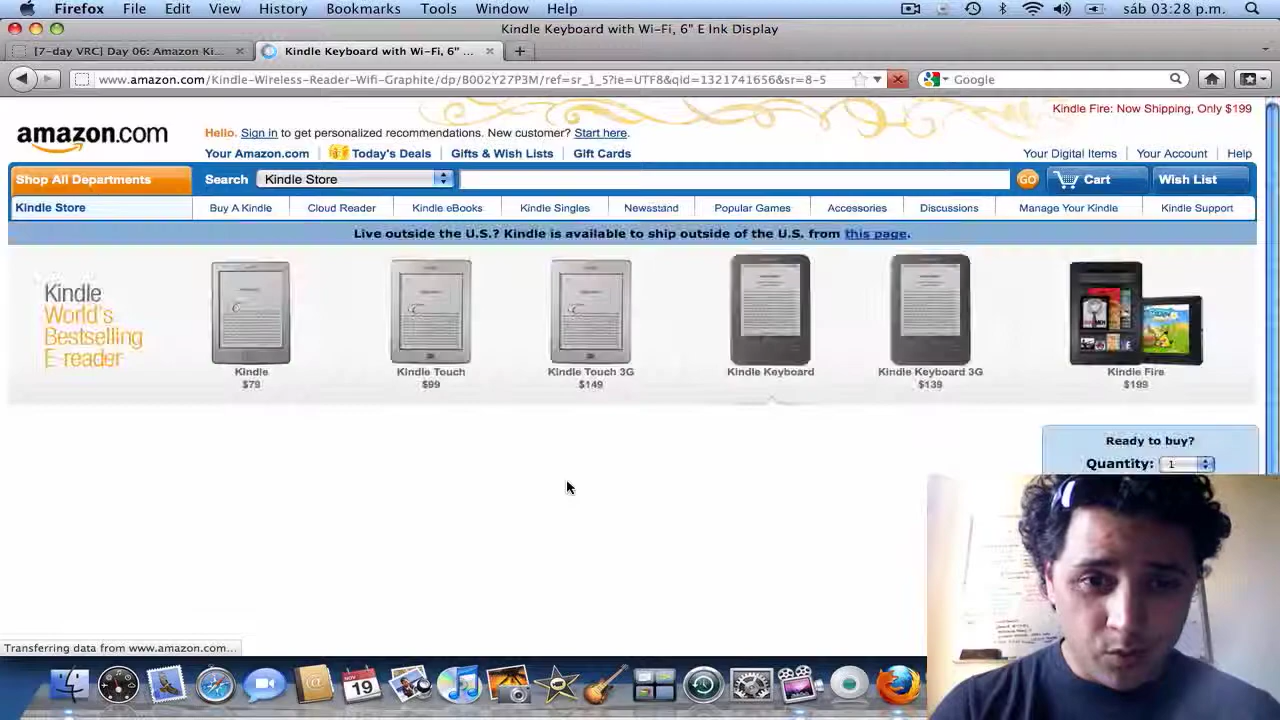 Firefox File Edit View History Bookmarks Tools Window Help sáb 03:28 p.m.
Kindle Keyboard with Wi-Fi, 6" E Ink Display
[7-day VRC] Day 06: Amazon Ki... Kindle Keyboard with Wi-Fi, 6" ...
www.amazon.com/Kindle-Wireless-Reader-Wifi-Graphite/dp/B002Y27P3M/ref=sr_1_5?ie=UTF8&qid=1321741656&sr=8-5 Google
Kindle Fire: Now Shipping, Only $199
amazon.com
Hello. Sign in to get personalized recommendations. New customer? Start here.
Your Amazon.com Today's Deals Gifts & Wish Lists Gift Cards Your Digital Items Your Account Help
Shop All Departments Search Kindle Store GO Cart Wish List
Kindle Store Buy A Kindle Cloud Reader Kindle eBooks Kindle Singles Newsstand Popular Games Accessories Discussions Manage Your Kindle Kindle Support
Live outside the U.S.? Kindle is available to ship outside of the U.S. from this page.
Kindle
World's
Bestselling
E-reader
Kindle
$79
Kindle Touch
$99
Kindle Touch 3G
$149
Kindle Keyboard
Kindle Keyboard 3G
$139
Kindle Fire
$199
Ready to buy?
Quantity: 1
Transferring data from www.amazon.com...
NOV
19